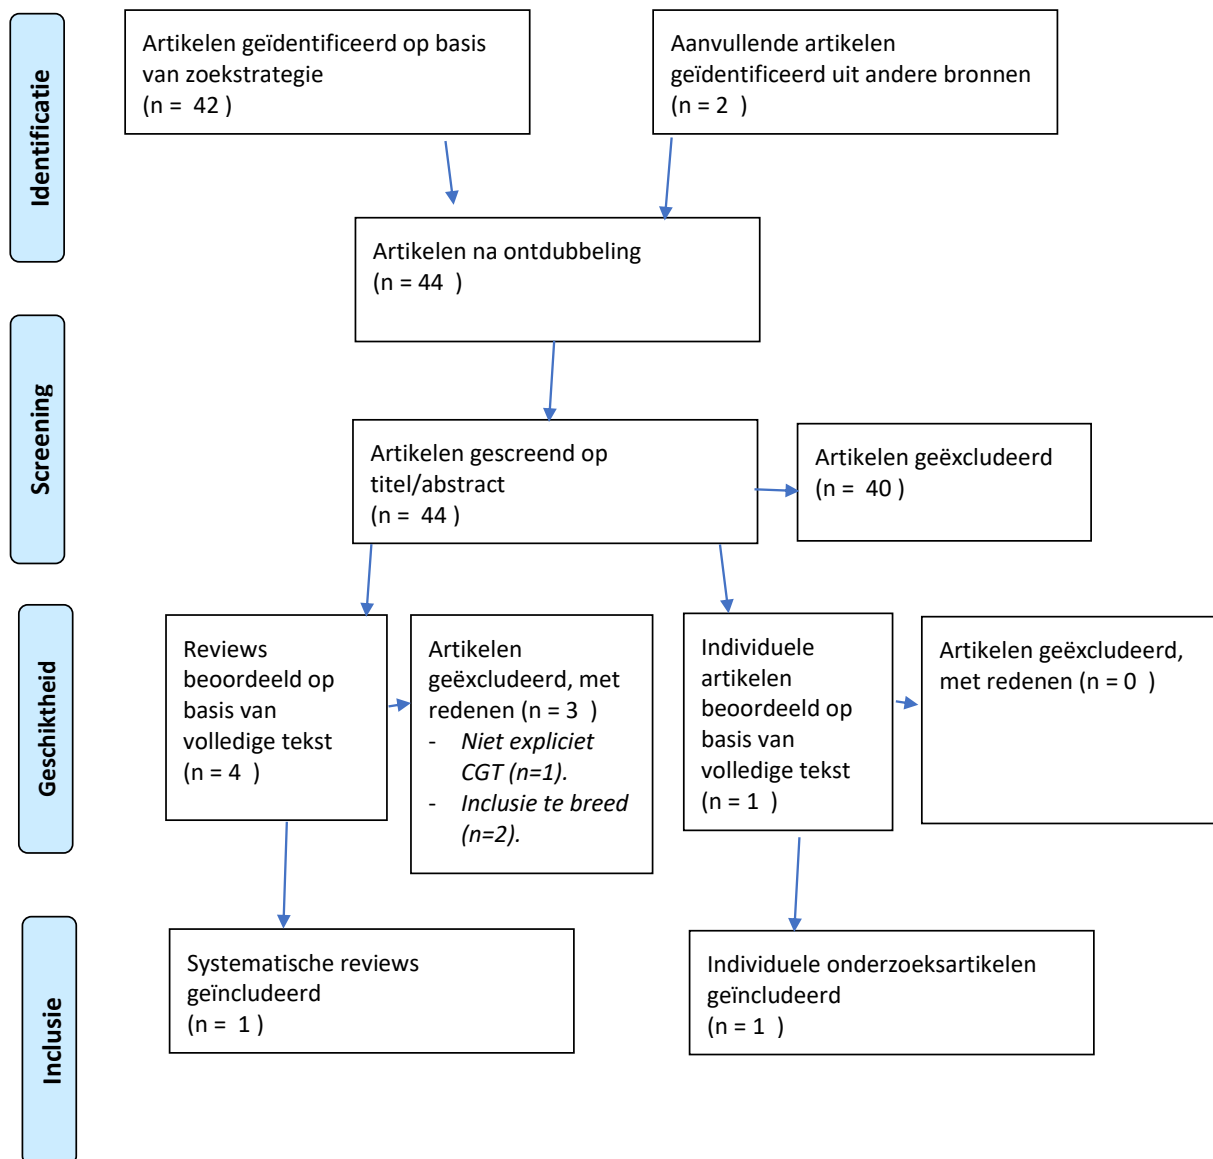 Identificatie
Artikelen geïdentificeerd op basis
van zoekstrategie
(n = 42 )
Aanvullende artikelen
geïdentificeerd uit andere bronnen
(n = 2 )
Artikelen na ontdubbeling
(n = 44 )
Screening
Artikelen gescreend op
titel/abstract
(n = 44 )
Artikelen geëxcludeerd
(n = 40 )
Geschiktheid
Reviews
beoordeeld op
basis van
volledige tekst
(n = 4 )
Artikelen
geëxcludeerd, met
redenen (n = 3 )
- Niet expliciet
CGT (n=1).
- Inclusie te breed
(n=2).
Individuele
artikelen
beoordeeld op
basis van
volledige tekst
(n = 1 )
Artikelen geëxcludeerd,
met redenen (n = 0 )
Inclusie
Systematische reviews
geïncludeerd
(n = 1 )
Individuele onderzoeksartikelen
geïncludeerd
(n = 1 )